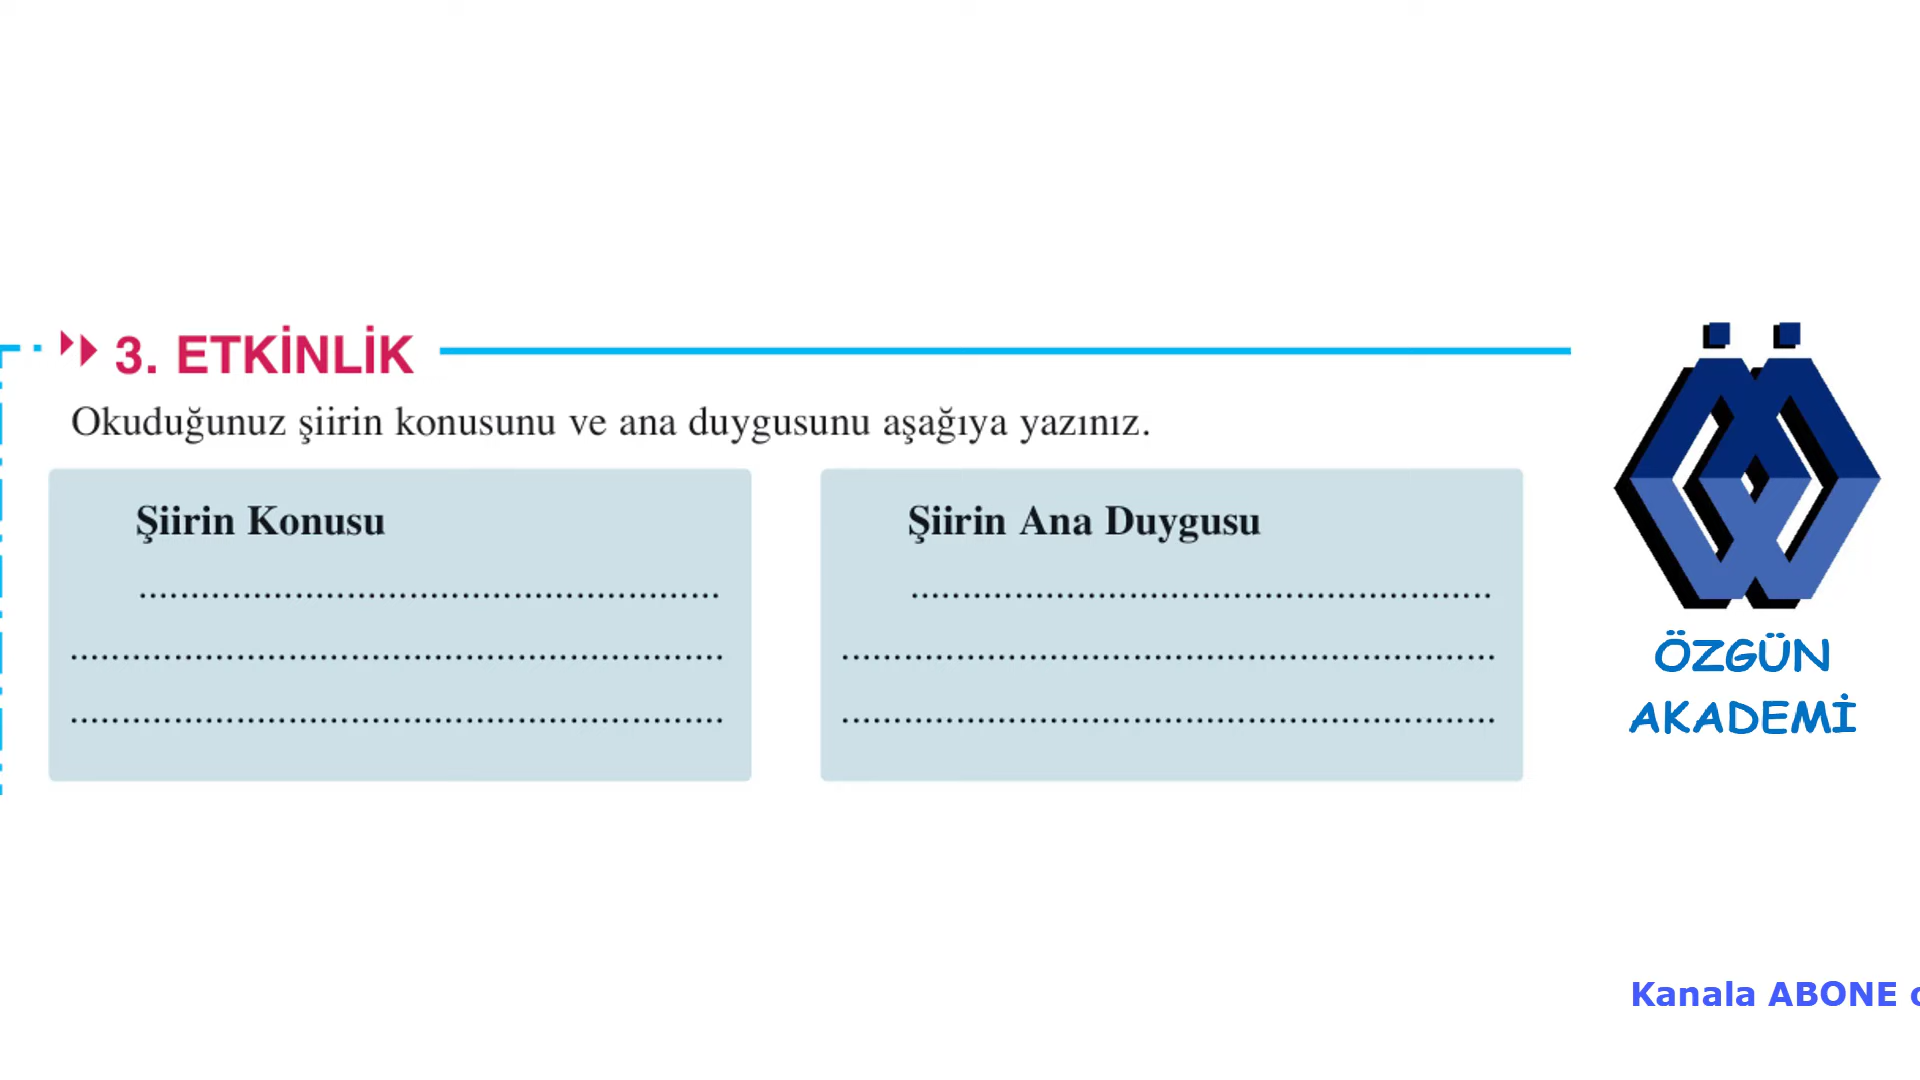 3. ETKİNLİK
Okuduğunuz şiirin konusunu ve ana duygusunu aşağıya yazınız.
Şiirin Konusu
Şiirin Ana Duygusu
ÖZGÜN
AKADEMİ
Kanala ABONE